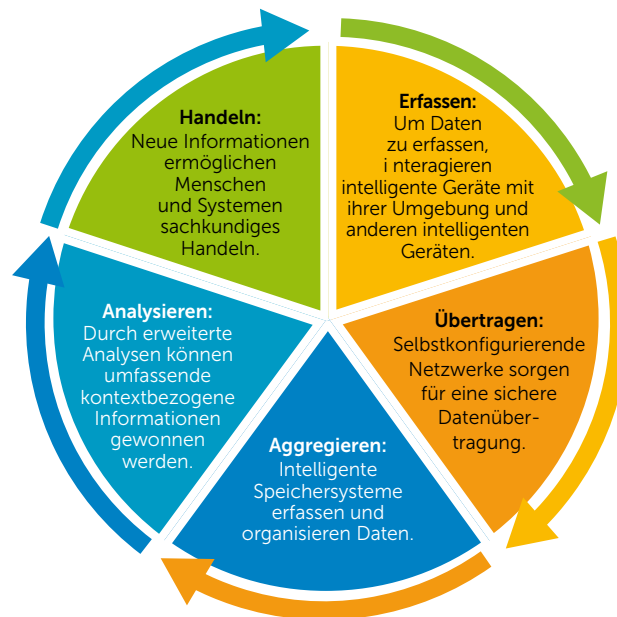 Handeln:
Neue Informationen
ermöglichen
Menschen
und Systemen
sachkundiges
Handeln.
Erfassen:
Um Daten
zu erfassen,
i nteragieren
intelligente Geräte mit
ihrer Umgebung und
anderen intelligenten
Geräten.
Übertragen:
Selbstkonfigurierende
Netzwerke sorgen
für eine sichere
Datenüber-
tragung.
Aggregieren:
Intelligente
Speichersysteme
erfassen und
organisieren Daten.
Analysieren:
Durch erweiterte
Analysen können
umfassende
kontextbezogene
Informationen
gewonnen
werden.